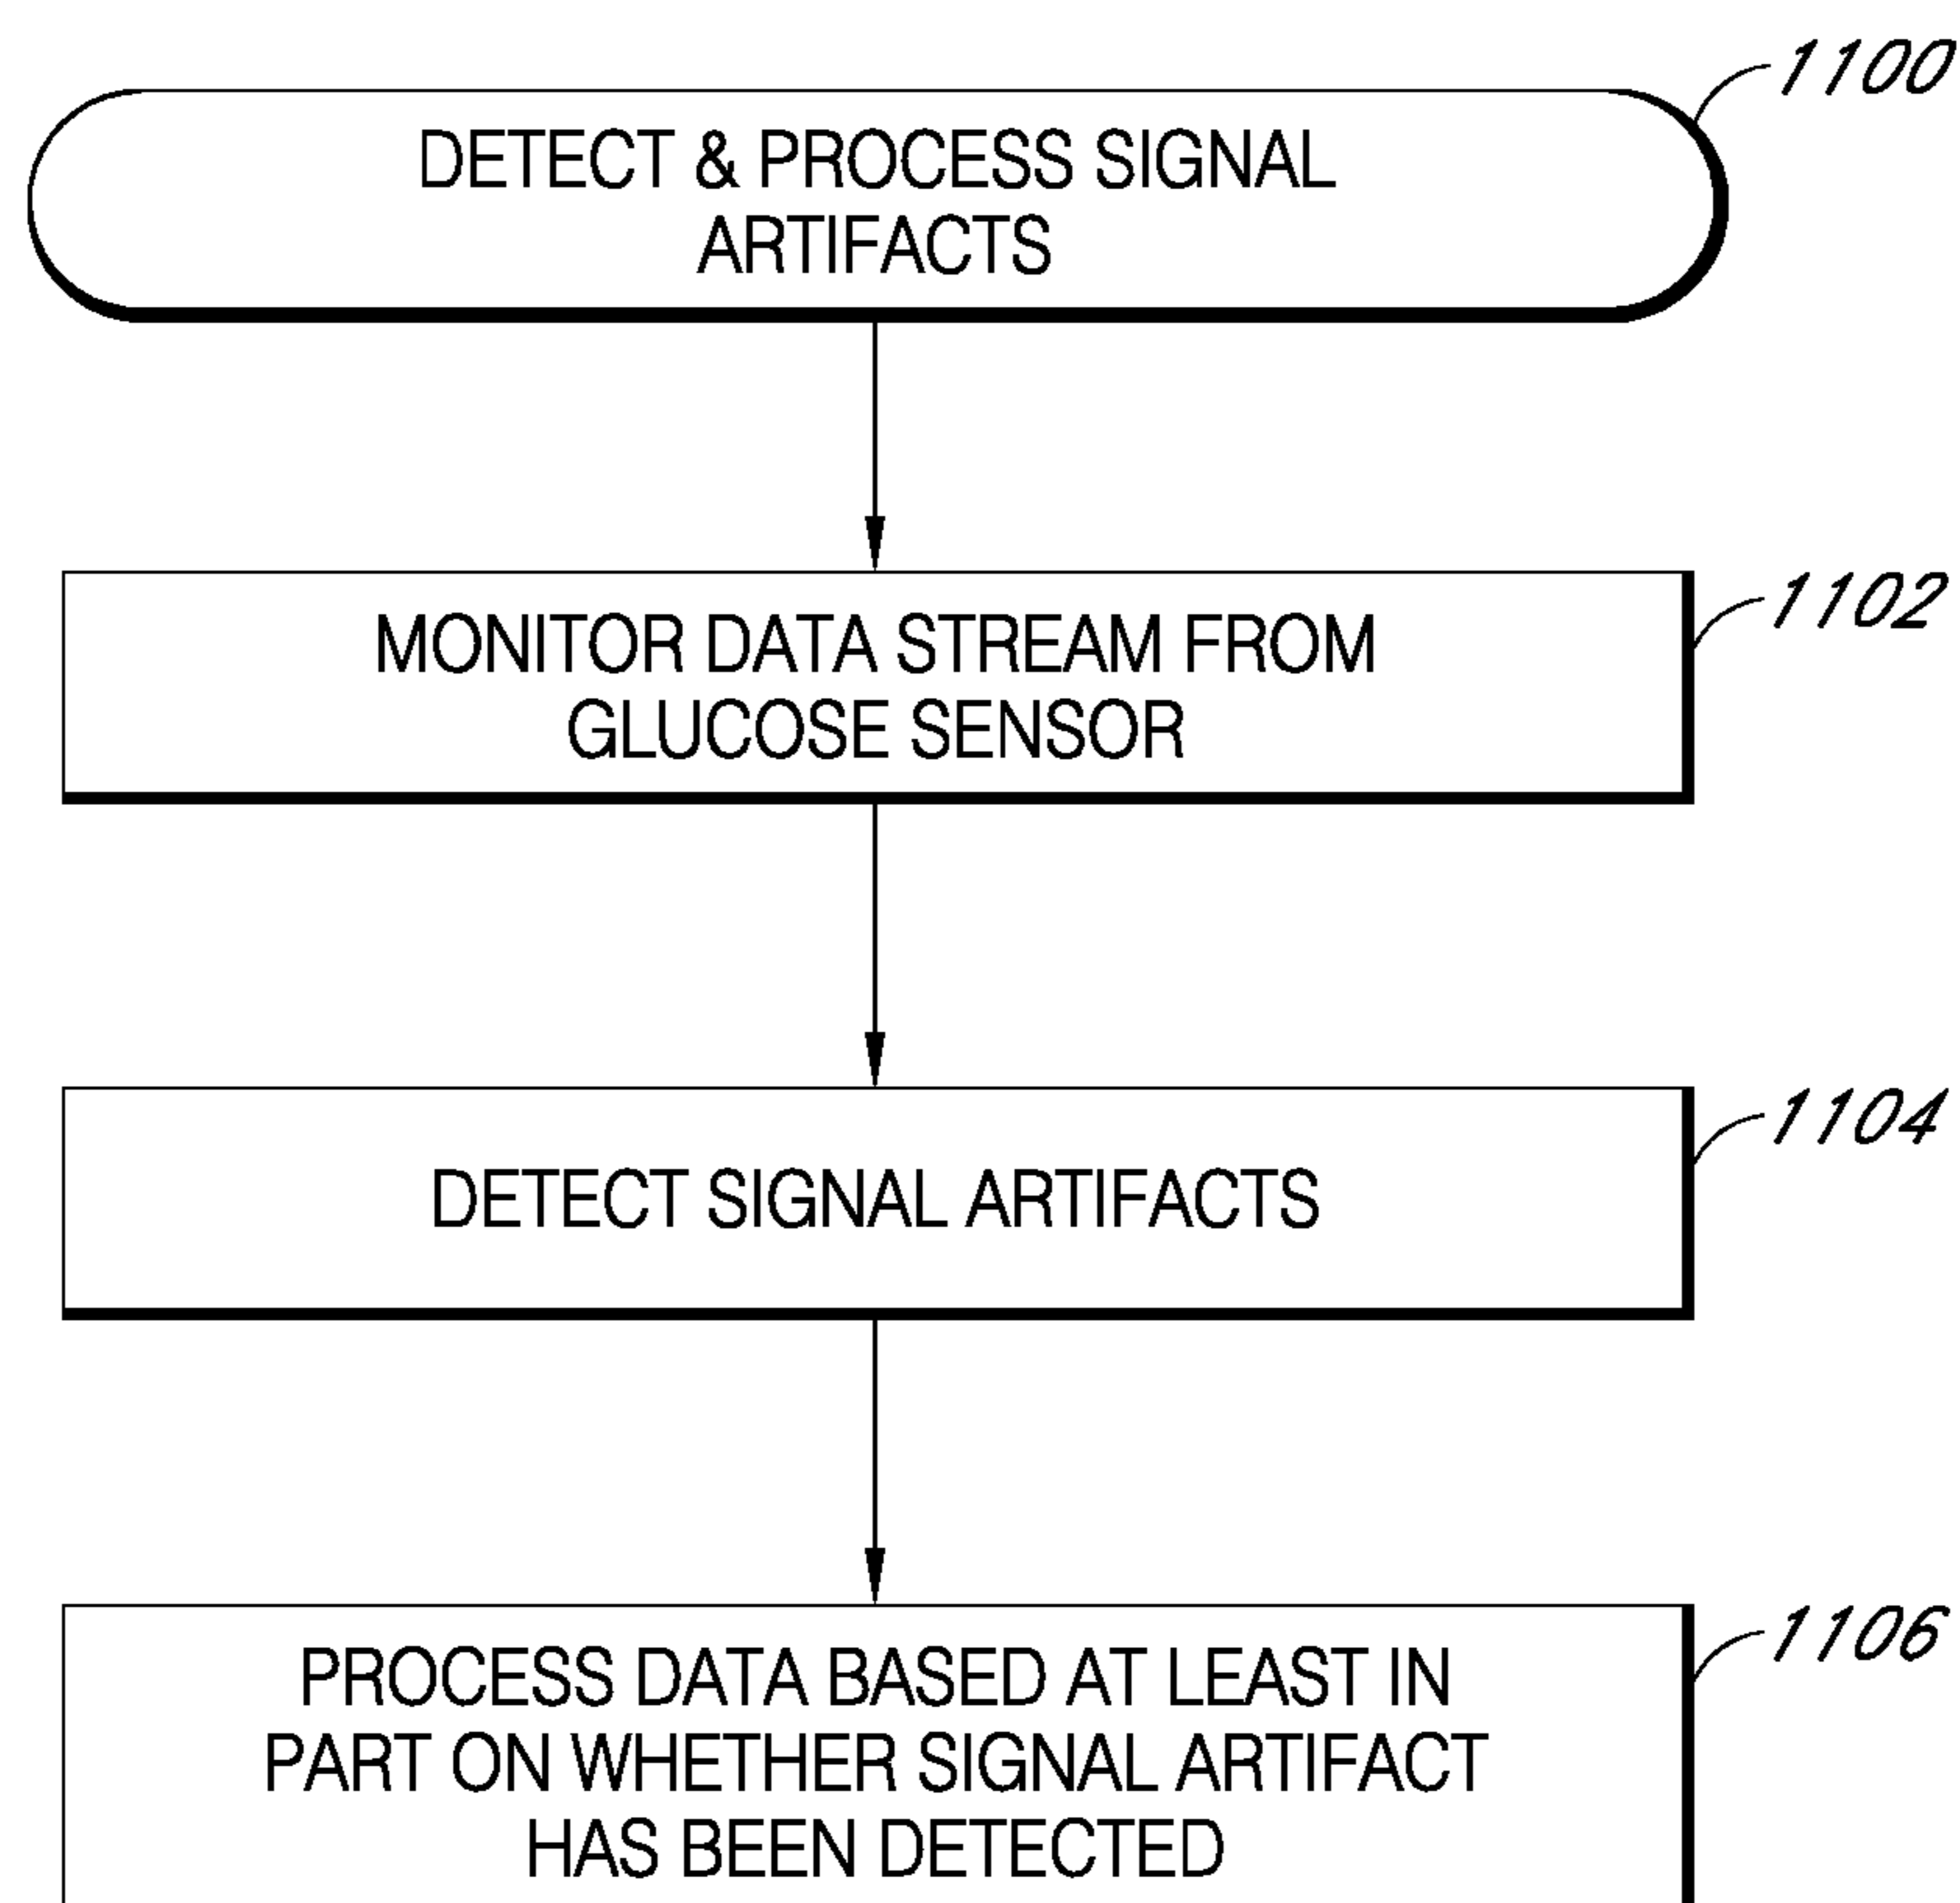 1100
DETECT & PROCESS SIGNAL
ARTIFACTS
1102
MONITOR DATA STREAM FROM
GLUCOSE SENSOR
1104
DETECT SIGNAL ARTIFACTS
1106
PROCESS DATA BASED AT LEAST IN
PART ON WHETHER SIGNAL ARTIFACT
HAS BEEN DETECTED